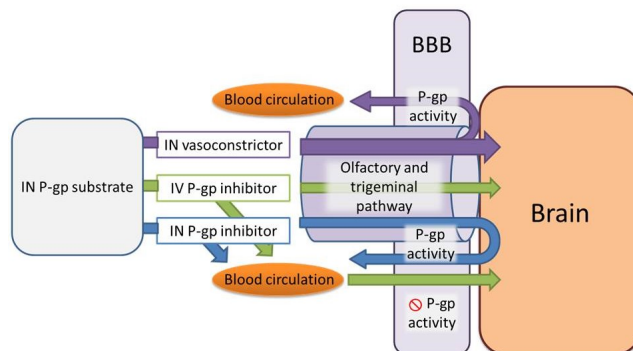 BBB
Blood circulation
P-gp
activity
IN vasoconstrictor
IN P-gp substrate
IV P-gp inhibitor
Olfactory and
trigeminal
pathway
IN P-gp inhibitor
Brain
P-gp
activity
Blood circulation
P-gp
activity